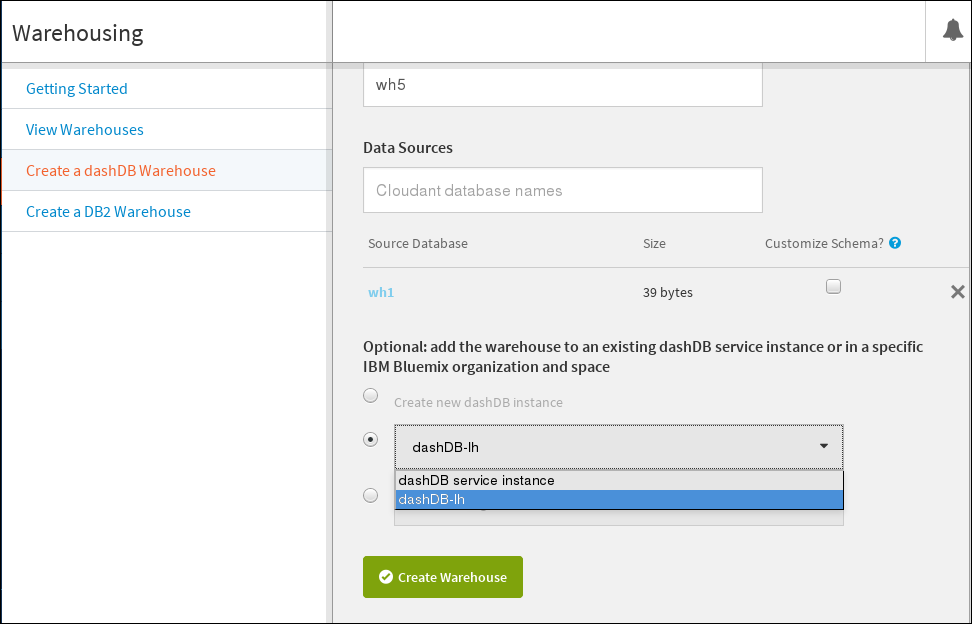 Warehousing
Getting Started
View Warehouses
Create a dashDB Warehouse
Create a DB2 Warehouse
wh5
Data Sources
Cloudant database names
Source Database Size Customize Schema? ?
wh1 39 bytes
Optional: add the warehouse to an existing dashDB service instance or in a specific
IBM Bluemix organization and space
Create new dashDB instance
dashDB-lh
dashDB service instance
dashDB-lh
Create Warehouse